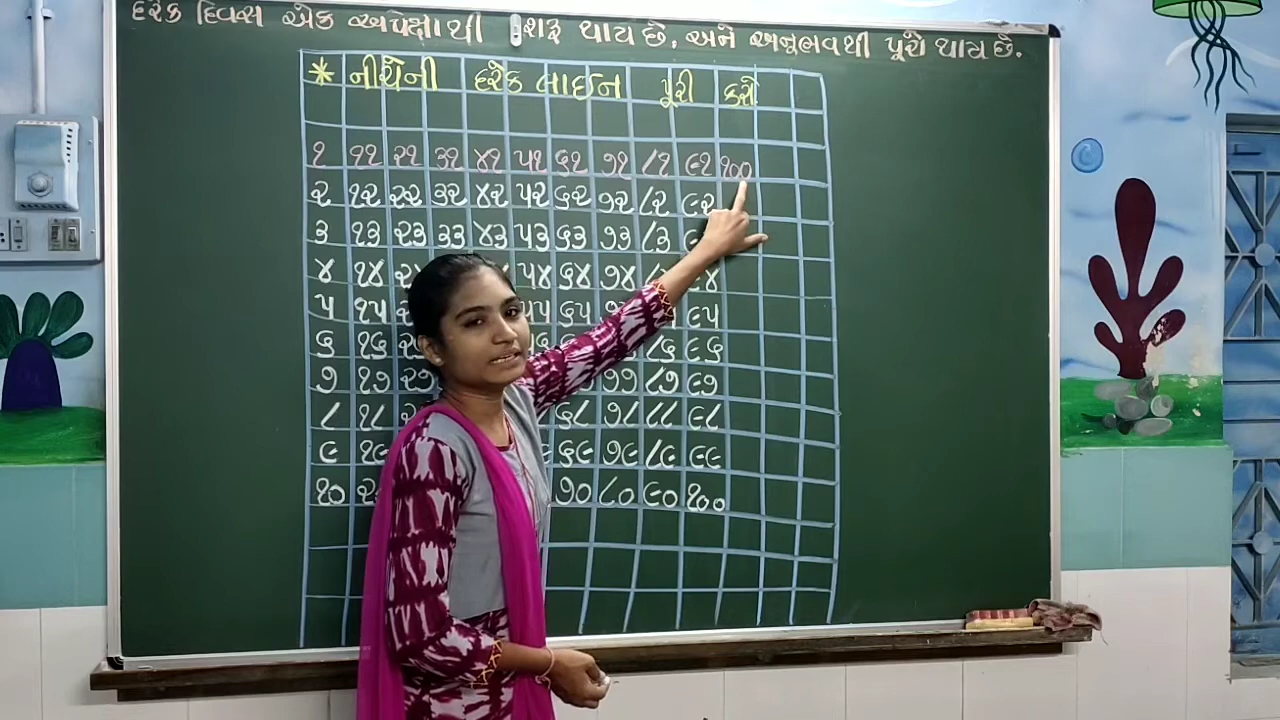 દરેક દિવસ એક અપેક્ષાથી શરૂ થાય છે. અને અનુભવથી પૂરો થાય છે.
* નીચેની દરેક લાઈન પૂરી કરો
૧ ૧૧ ૨૧ ૩૧ ૪૧ ૫૧ ૬૧ ૭૧ ૮૧ ૯૧ ૧૦૦
૨ ૧૨ ૨૨ ૩૨ ૪૨ ૫૨ ૬૨ ૭૨ ૮૨ ૯૨
૩ ૧૩ ૨૩ ૩૩ ૪૩ ૫૩ ૬૩ ૭૩ ૮૩
૪ ૧૪ ૫૪ ૬૪ ૭૪ ૯૪
૫ ૧૫ ૫૫ ૬૫ ૯૫
૬ ૧૬ ૮૬ ૯૬
૭ ૧૭ ૨૭ ૭૭ ૮૭ ૯૭
૮ ૧૮ ૬૮ ૭૮ ૮૮ ૯૮
૯ ૧૯ ૬૯ ૭૯ ૮૯ ૯૯
૧૦ ૭૦ ૮૦ ૯૦ ૧૦૦